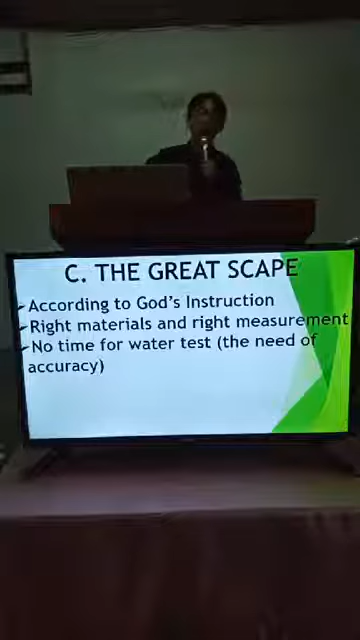 C. THE GREAT SCAPE
According to God's Instruction
Right materials and right measurement
No time for water test (the need of
accuracy)